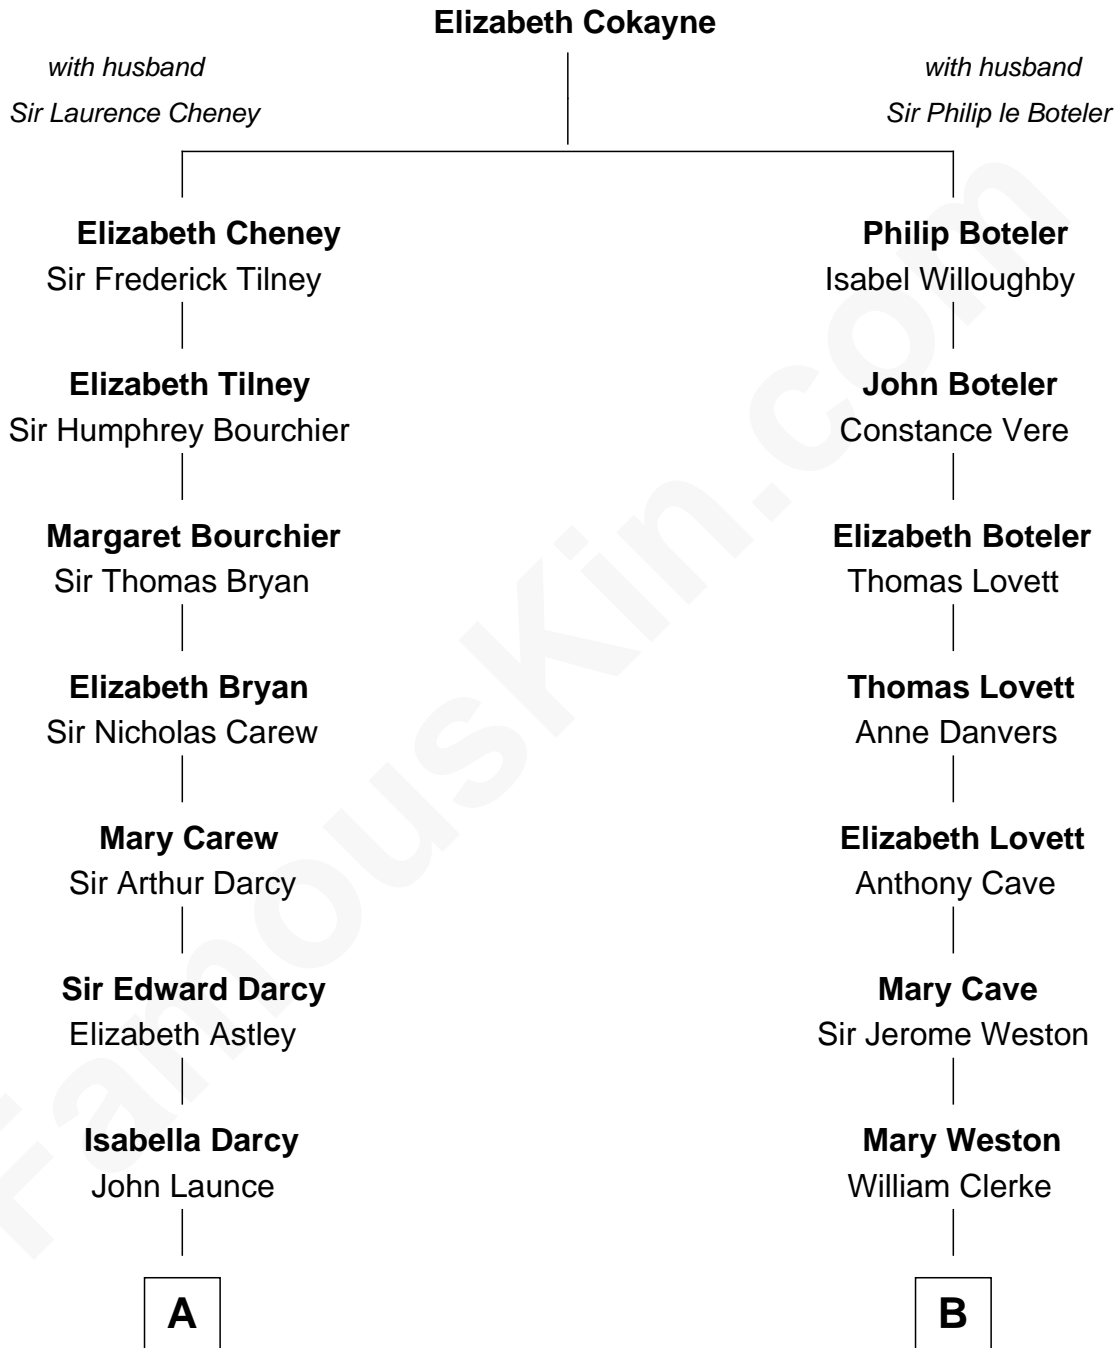 Elizabeth Cokayne
with husband
Sir Laurence Cheney
with husband
Sir Philip le Boteler
Elizabeth Cheney
Sir Frederick Tilney
Philip Boteler
Isabel Willoughby
Elizabeth Tilney
Sir Humphrey Bourchier
John Boteler
Constance Vere
Margaret Bourchier
Sir Thomas Bryan
Elizabeth Boteler
Thomas Lovett
Elizabeth Bryan
Sir Nicholas Carew
Thomas Lovett
Anne Danvers
Mary Carew
Sir Arthur Darcy
Elizabeth Lovett
Anthony Cave
Sir Edward Darcy
Elizabeth Astley
Mary Cave
Sir Jerome Weston
Isabella Darcy
John Launce
Mary Weston
William Clerke
A
B
FamousKin.com